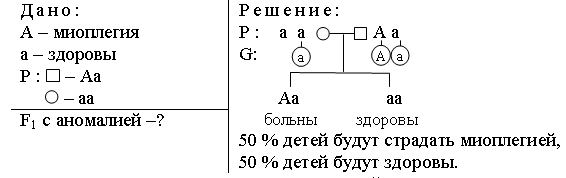 Дано:
А – миоплегия
а – здоровы
Р : – Аа
– аа
F₁ с аномалией –?
Решение:
Р : а а А а
G: а А а
Аа аа
больны здоровы
50 % детей будут страдать миоплегией,
50 % детей будут здоровы.